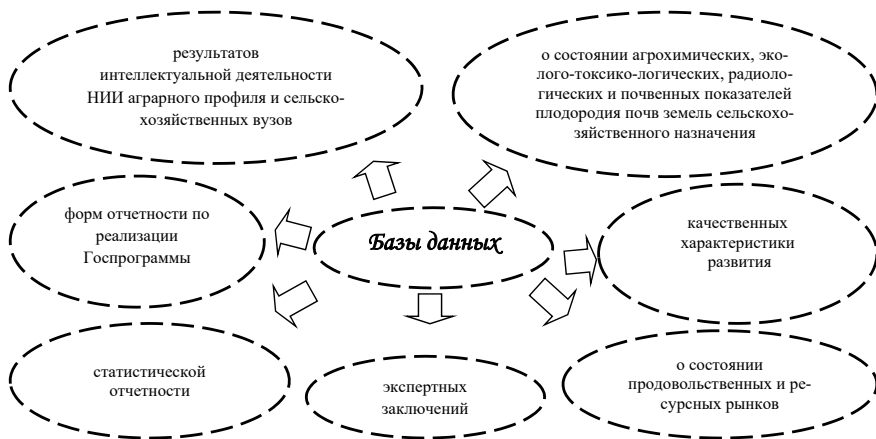 результатов
интеллектуальной деятельности
НИИ аграрного профиля и сельско-
хозяйственных вузов
о состоянии агрохимических, эко-
лого-токсико-логических, радиоло-
гических и почвенных показателей
плодородия почв земель сельскохо-
зяйственного назначения
форм отчетности по
реализации
Госпрограммы
Базы данных
качественных
характеристики
развития
статистической
отчетности
экспертных
заключений
о состоянии
продовольственных и ре-
сурсных рынков